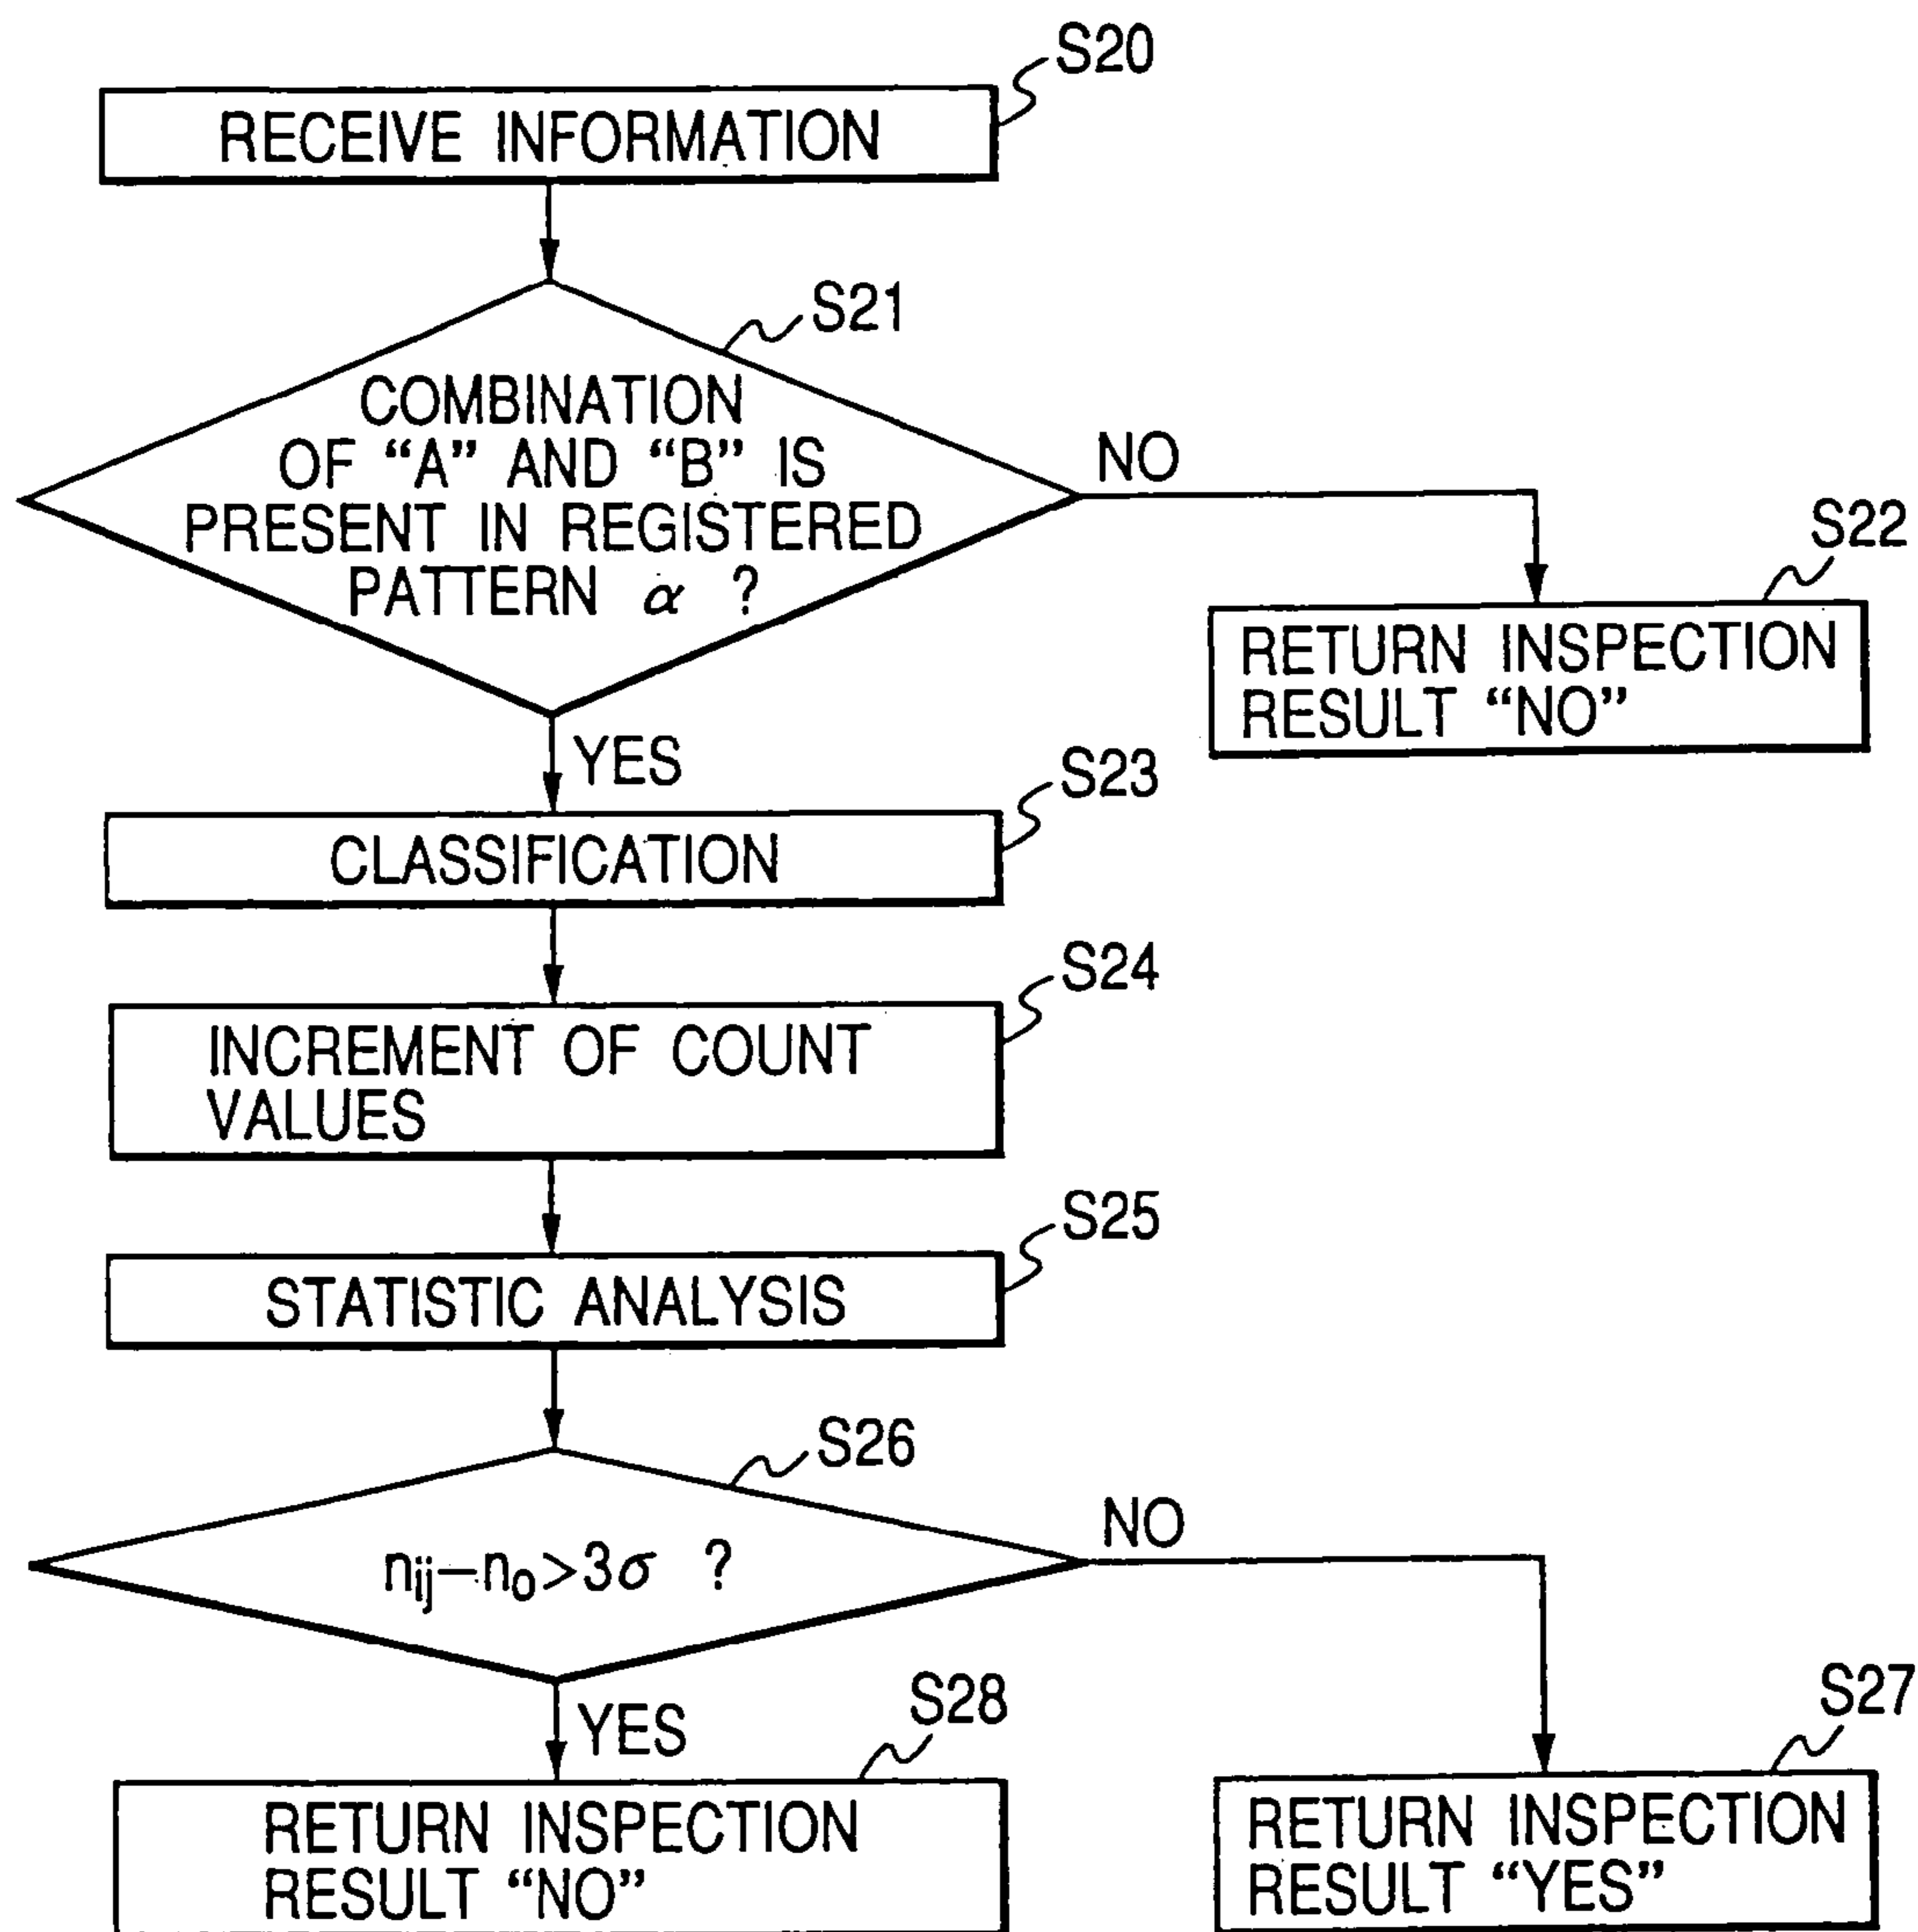 S20
RECEIVE INFORMATION
S21
COMBINATION
OF “A” AND “B” IS
PRESENT IN REGISTERED
PATTERN α ?
NO
S22
RETURN INSPECTION
RESULT “NO”
YES
S23
CLASSIFICATION
S24
INCREMENT OF COUNT
VALUES
S25
STATISTIC ANALYSIS
S26
nij−n0>3σ ?
NO
YES
S28
RETURN INSPECTION
RESULT “NO”
S27
RETURN INSPECTION
RESULT “YES”